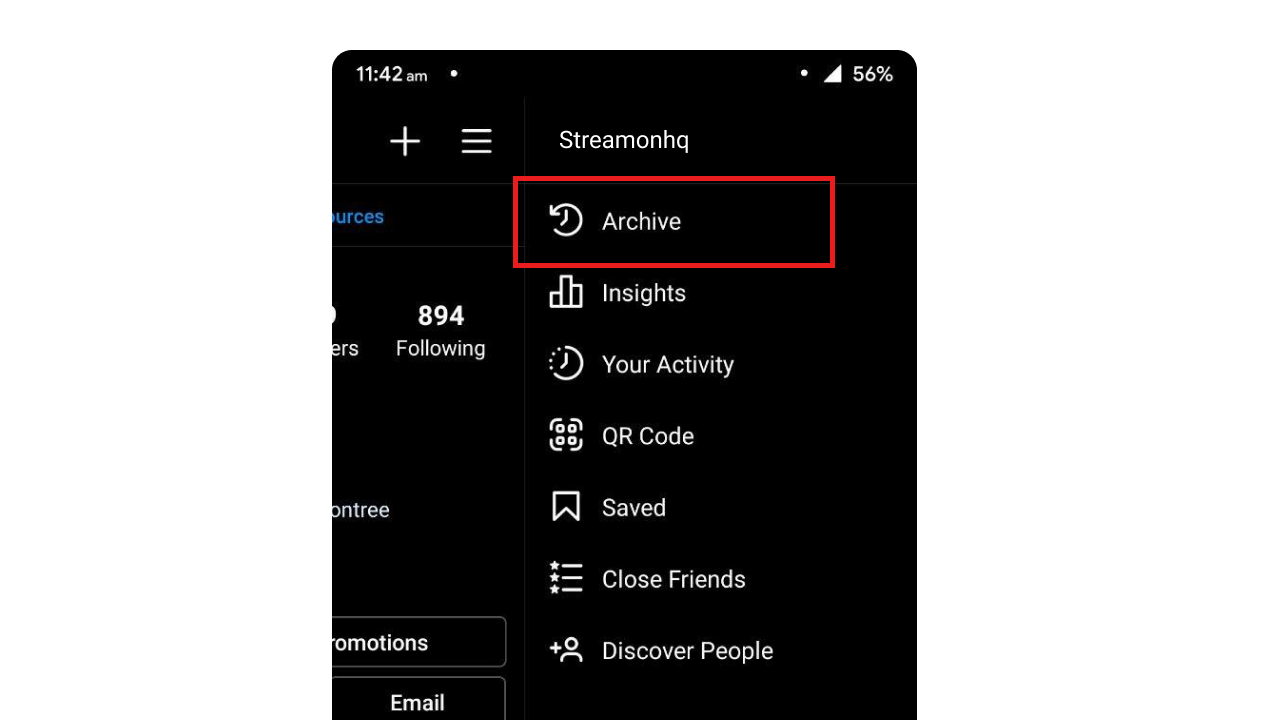 11:42 am
56%
Streamonhq
ources
Archive
Insights
894
ers
Following
Your Activity
QR Code
ontree
Saved
Close Friends
romotions
Discover People
Email